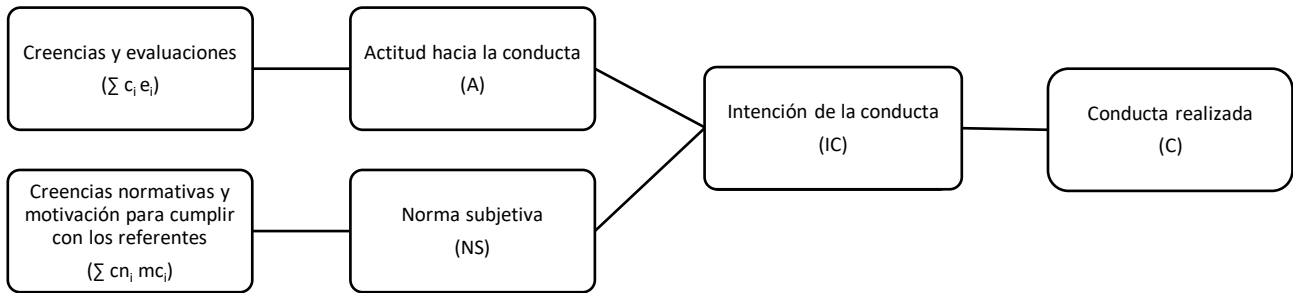 Creencias y evaluaciones
(∑ cᵢ eᵢ)
Actitud hacia la conducta
(A)
Creencias normativas y
motivación para cumplir
con los referentes
(∑ cnᵢ mcᵢ)
Norma subjetiva
(NS)
Intención de la conducta
(IC)
Conducta realizada
(C)